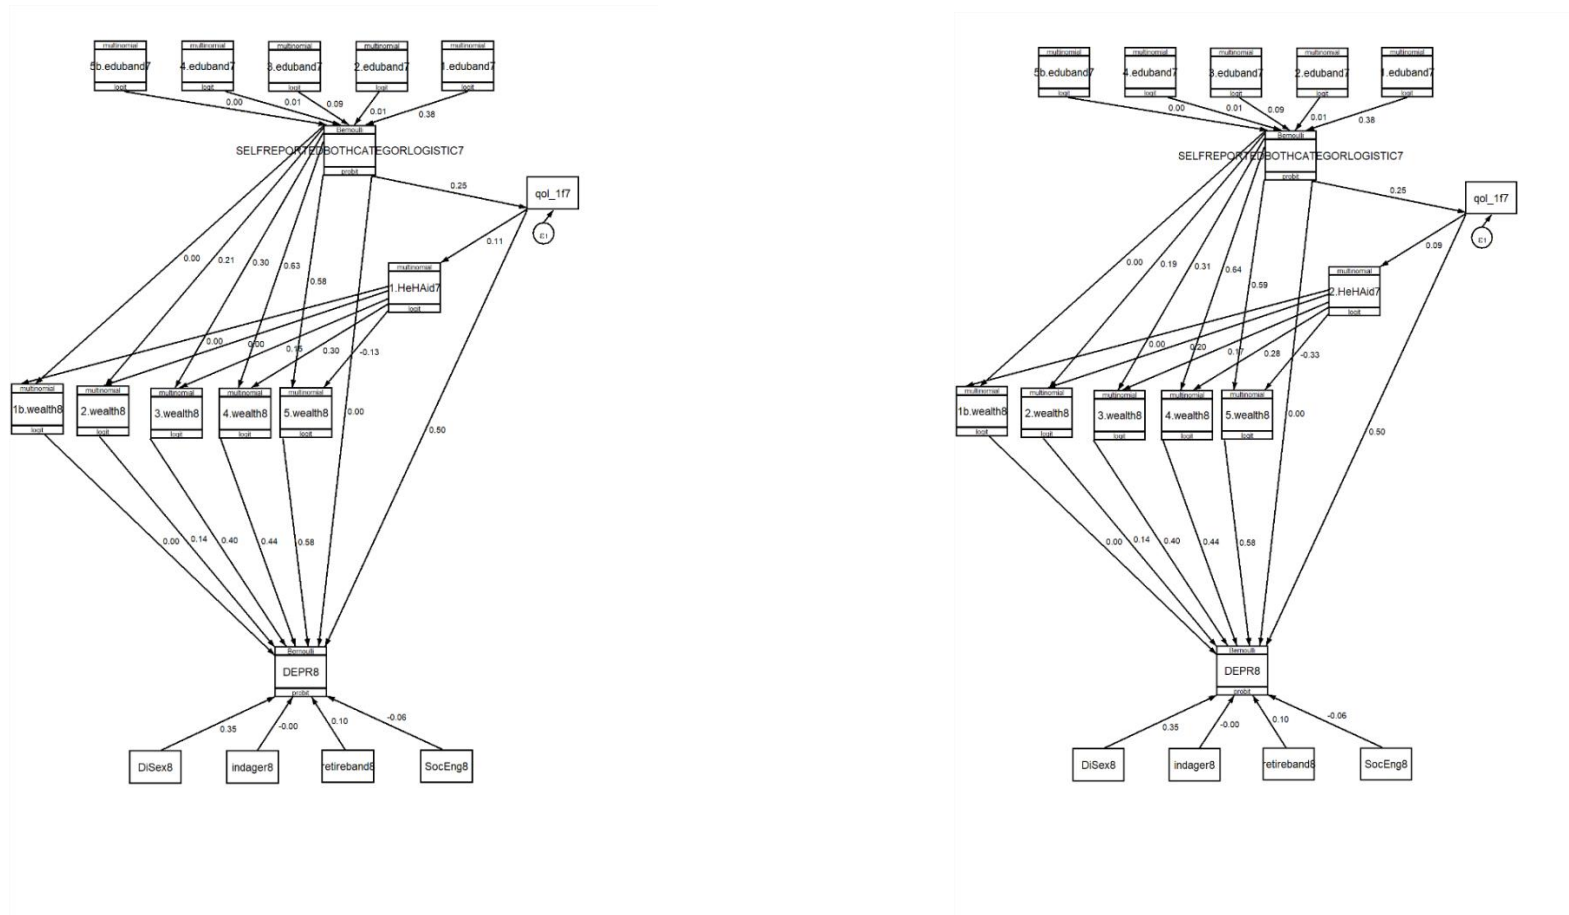 multinomial multinomial multinomial multinomial multinomial
5b.eduband7 4.eduband7 3.eduband7 2.eduband7 1.eduband7
logit logit logit logit logit
0.00 0.01 0.09 0.01 0.38
Bernoulli
SELFREPORTEDBOTHCATEGORLOGISTIC7
probit
0.25
qol_1f7
ε1
0.11
0.00 0.21 0.30 0.63 0.58
multinomial
1.HeHAid7
logit
0.00 0.00 0.15 0.30 -0.13
multinomial multinomial multinomial multinomial multinomial
1b.wealth8 2.wealth8 3.wealth8 4.wealth8 5.wealth8
logit logit logit logit logit
0.00
0.50
0.00 0.14 0.40 0.44 0.58
Bernoulli
DEPR8
probit
0.35 -0.00 0.10 -0.06
DiSex8 indager8 retireband8 SocEng8
multinomial multinomial multinomial multinomial multinomial
5b.eduband7 4.eduband7 3.eduband7 2.eduband7 1.eduband7
logit logit logit logit logit
0.00 0.01 0.09 0.01 0.38
Bernoulli
SELFREPORTEDBOTHCATEGORLOGISTIC7
probit
0.25
qol_1f7
ε1
0.09
0.00 0.19 0.31 0.64 0.59
multinomial
2.HeHAid7
logit
0.00 0.20 0.17 0.28 -0.33
multinomial multinomial multinomial multinomial multinomial
1b.wealth8 2.wealth8 3.wealth8 4.wealth8 5.wealth8
logit logit logit logit logit
0.00
0.50
0.00 0.14 0.40 0.44 0.58
Bernoulli
DEPR8
probit
0.35 -0.00 0.10 -0.06
DiSex8 indager8 retireband8 SocEng8